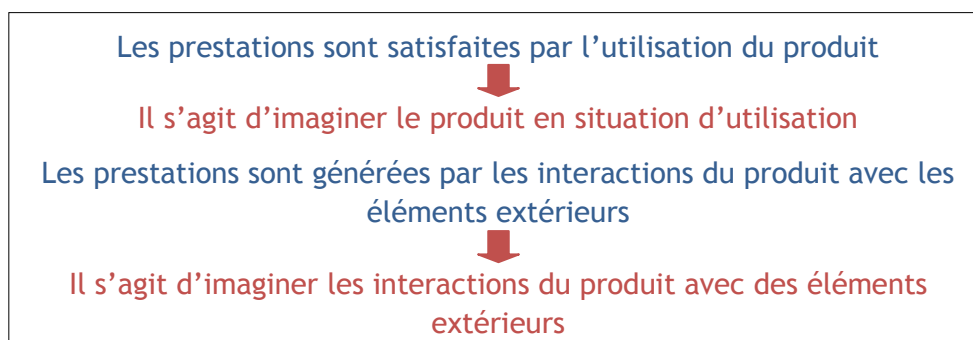 Les prestations sont satisfaites par l’utilisation du produit
Il s’agit d’imaginer le produit en situation d’utilisation
Les prestations sont générées par les interactions du produit avec les
éléments extérieurs
Il s’agit d’imaginer les interactions du produit avec des éléments
extérieurs